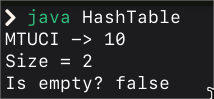 ❯ java HashTable
MTUCI –> 10
Size = 2
Is empty? false